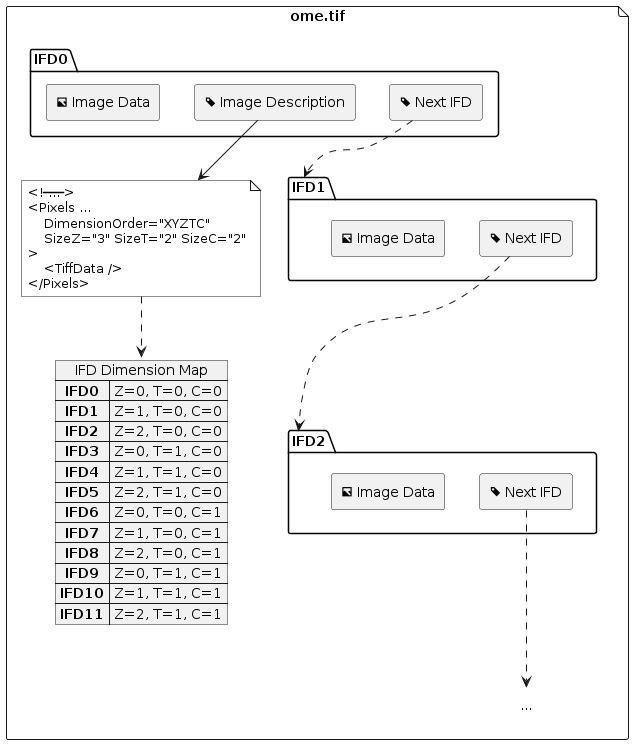 ome.tif
IFD0
Image Data
Image Description
Next IFD
<!-- ... -->
<Pixels ...
DimensionOrder="XYZTC"
SizeZ="3" SizeT="2" SizeC="2"
>
<TiffData />
</Pixels>
IFD1
Image Data
Next IFD
IFD Dimension Map
IFD0 Z=0, T=0, C=0
IFD1 Z=1, T=0, C=0
IFD2 Z=2, T=0, C=0
IFD3 Z=0, T=1, C=0
IFD4 Z=1, T=1, C=0
IFD5 Z=2, T=1, C=0
IFD6 Z=0, T=0, C=1
IFD7 Z=1, T=0, C=1
IFD8 Z=2, T=0, C=1
IFD9 Z=0, T=1, C=1
IFD10 Z=1, T=1, C=1
IFD11 Z=2, T=1, C=1
IFD2
Image Data
Next IFD
...